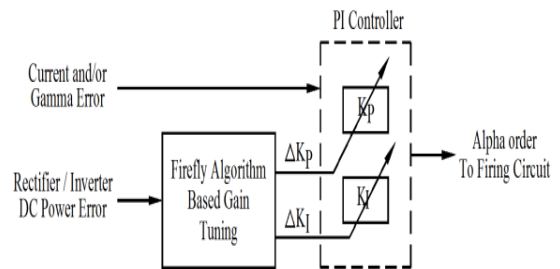 PI Controller
Current and/or
Gamma Error
KP
Rectifier / Inverter
DC Power Error
Firefly Algorithm
Based Gain
Tuning
ΔKP
ΔKI
KI
Alpha order
To Firing Circuit